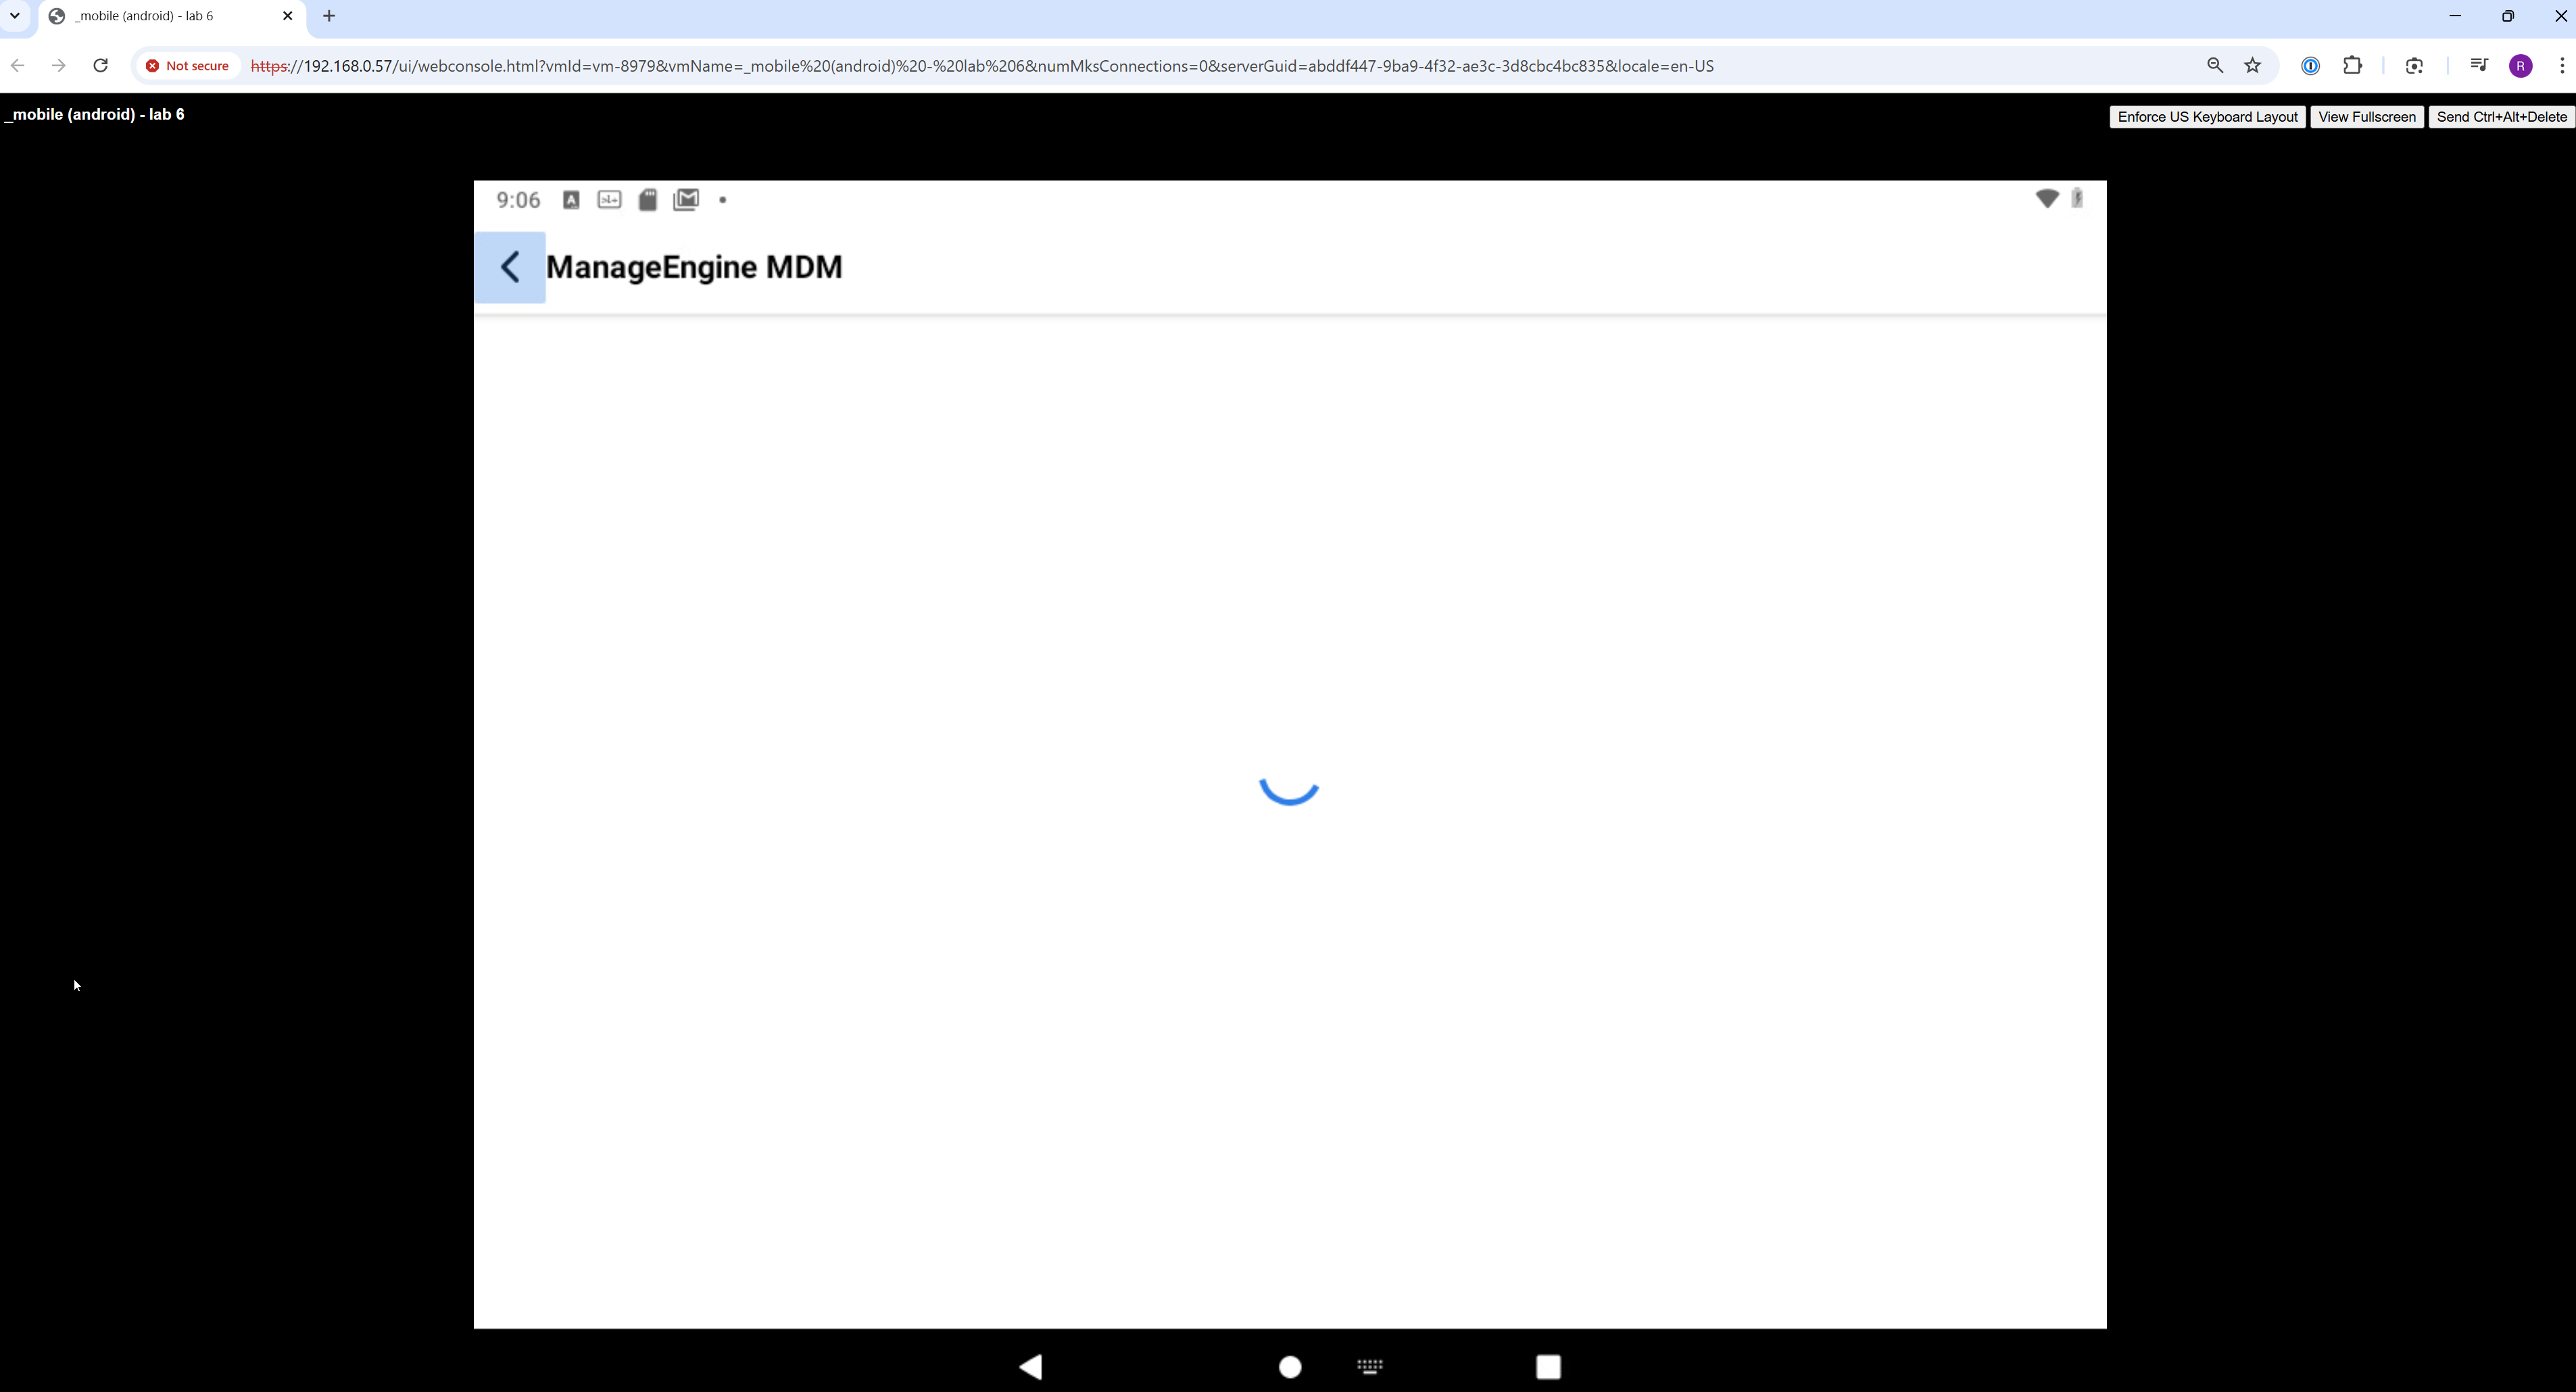 _mobile (android) - lab 6
Not secure
https://192.168.0.57/ui/webconsole.html?vmId=vm-8979&vmName=_mobile%20(android)%20-%20lab%206&numMksConnections=0&serverGuid=abddf447-9ba9-4f32-ae3c-3d8cbc4bc835&locale=en-US
R
_mobile (android) - lab 6
Enforce US Keyboard Layout
View Fullscreen
Send Ctrl+Alt+Delete
9:06
A
ManageEngine MDM